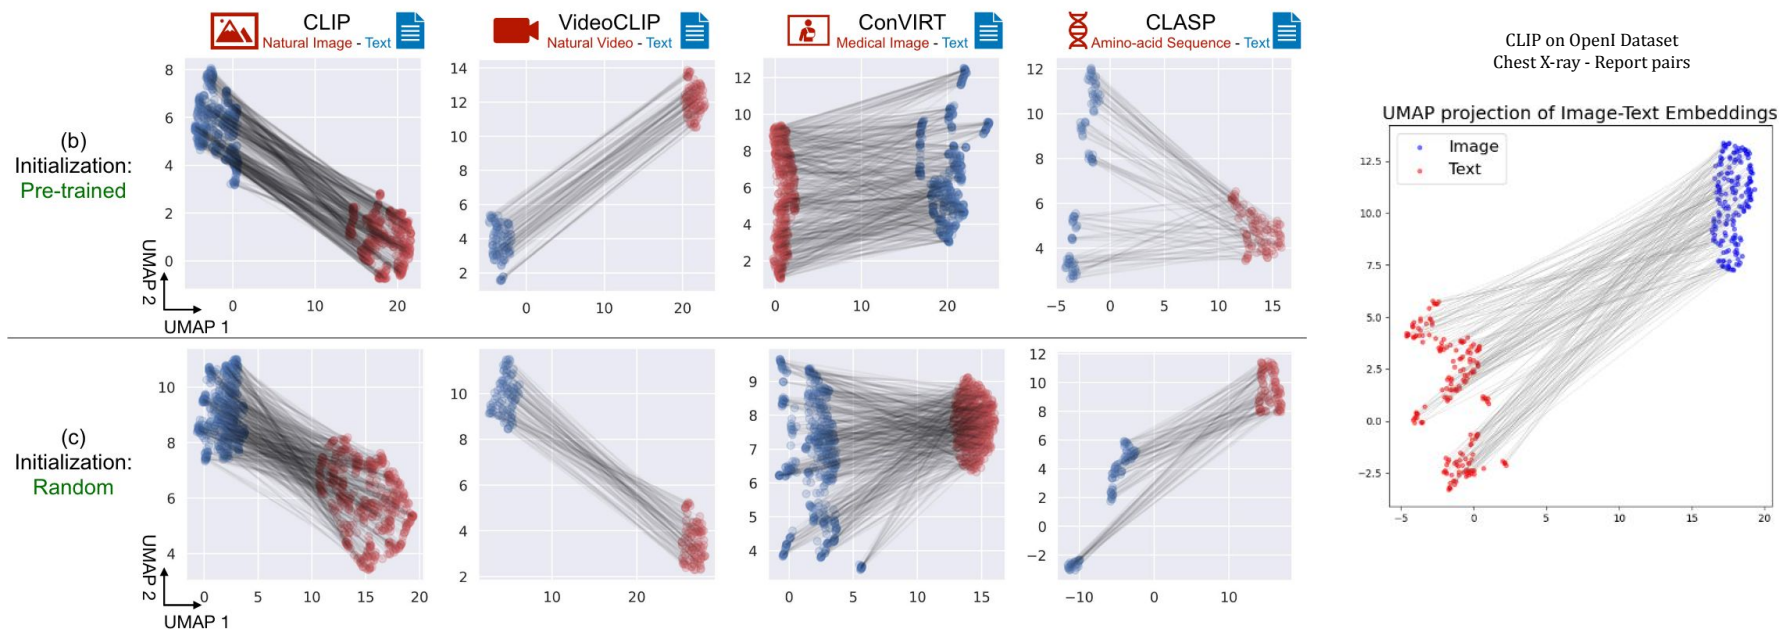 CLIP
Natural Image - Text
VideoCLIP
Natural Video - Text
ConVIRT
Medical Image - Text
CLASP
Amino-acid Sequence - Text
(b)
Initialization:
Pre-trained
8
6
4
2
0
0 10 20
14
12
10
8
6
4
2
0 10 20
12
10
8
6
4
2
0 10 20
12
10
8
6
4
−5 0 5 10 15
UMAP 2
UMAP 1
(c)
Initialization:
Random
10
8
6
4
0 5 10 15 20
10
8
6
4
2
10 20
9
8
7
6
5
4
0 5 10 15
12
10
8
6
4
2
0
−2
−10 0 10
UMAP 2
UMAP 1
CLIP on OpenI Dataset
Chest X-ray - Report pairs
UMAP projection of Image-Text Embeddings
Image
Text
12.5
10.0
7.5
5.0
2.5
0.0
−2.5
−5 0 5 10 15 20